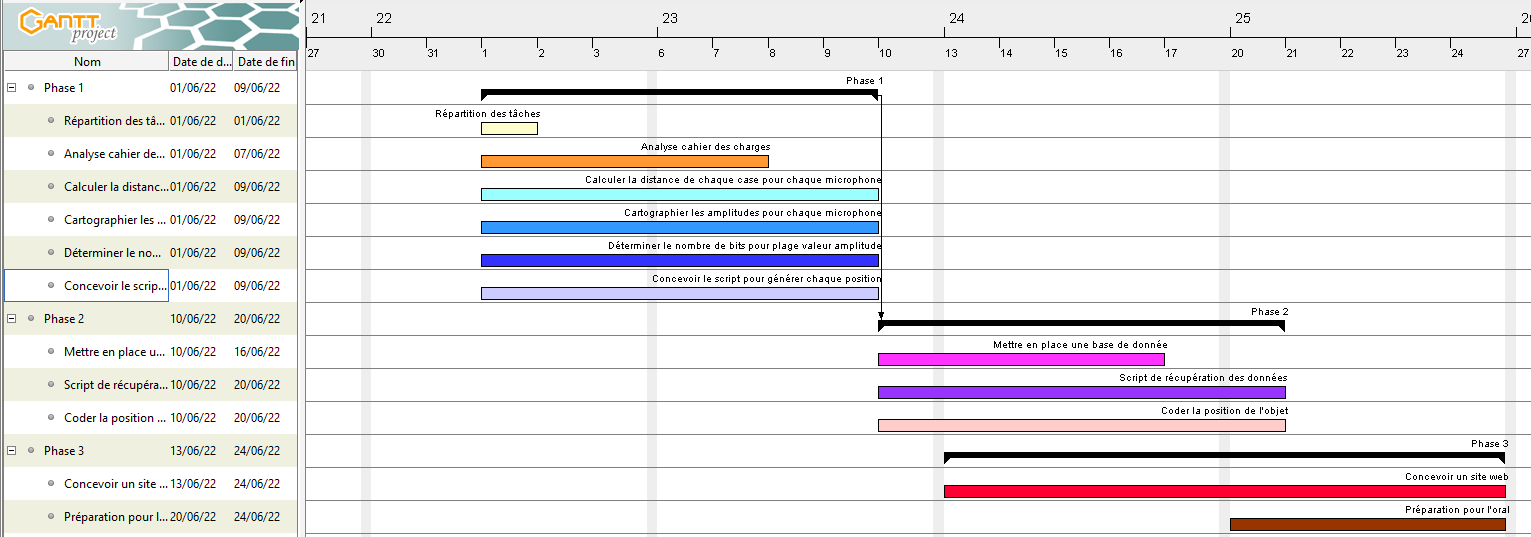 GANTT
project
21 22 23 24 25
27 30 31 1 2 3 6 7 8 9 10 13 14 15 16 17 20 21 22 23 24 27
Nom Date de d... Date de fin
Phase 1 01/06/22 09/06/22
Phase 1
Répartition des tâ... 01/06/22 01/06/22
Répartition des tâches
Analyse cahier de... 01/06/22 07/06/22
Analyse cahier des charges
Calculer la distanc... 01/06/22 09/06/22
Calculer la distance de chaque case pour chaque microphone
Cartographier les ... 01/06/22 09/06/22
Cartographier les amplitudes pour chaque microphone
Déterminer le no... 01/06/22 09/06/22
Déterminer le nombre de bits pour plage valeur amplitude
Concevoir le scrip... 01/06/22 09/06/22
Concevoir le script pour générer chaque position
Phase 2 10/06/22 20/06/22
Phase 2
Mettre en place u... 10/06/22 16/06/22
Mettre en place une base de donnée
Script de récupéra... 10/06/22 20/06/22
Script de récupération des données
Coder la position ... 10/06/22 20/06/22
Coder la position de l'objet
Phase 3 13/06/22 24/06/22
Phase 3
Concevoir un site ... 13/06/22 24/06/22
Concevoir un site web
Préparation pour l... 20/06/22 24/06/22
Préparation pour l'oral